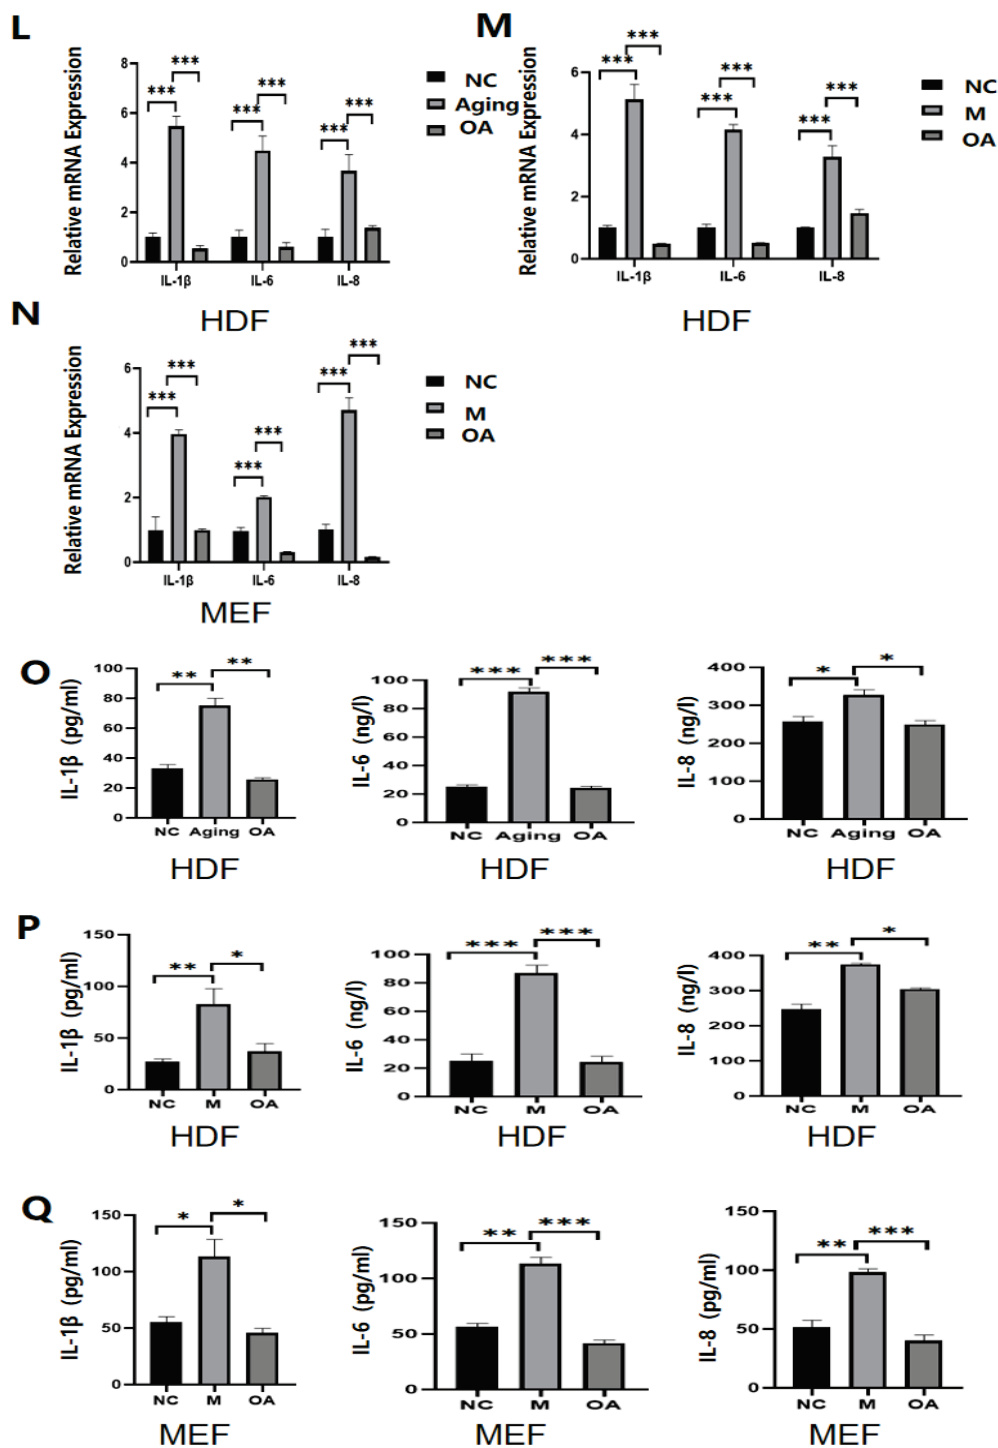 L
Relative mRNA Expression
8
6
4
2
0
***
***
***
***
***
***
IL-1β
IL-6
IL-8
NC
Aging
OA
HDF
M
Relative mRNA Expression
6
4
2
0
***
***
***
***
***
***
IL-1β
IL-6
IL-8
NC
M
OA
HDF
N
Relative mRNA Expression
6
4
2
0
***
***
***
***
***
***
IL-1β
IL-6
IL-8
NC
M
OA
MEF
O
IL-1β (pg/ml)
100
80
60
40
20
0
**
**
NC Aging OA
HDF
IL-6 (ng/l)
100
80
60
40
20
0
***
***
NC Aging OA
HDF
IL-8 (ng/l)
400
300
200
100
0
*
*
NC Aging OA
HDF
P
IL-1β (pg/ml)
150
100
50
0
**
*
NC M OA
HDF
IL-6 (ng/l)
100
80
60
40
20
0
***
***
NC M OA
HDF
IL-8 (ng/l)
400
300
200
100
0
**
*
NC M OA
HDF
Q
IL-1β (pg/ml)
150
100
50
0
*
*
NC M OA
MEF
IL-6 (pg/ml)
150
100
50
0
**
***
NC M OA
MEF
IL-8 (pg/ml)
150
100
50
0
**
***
NC M OA
MEF